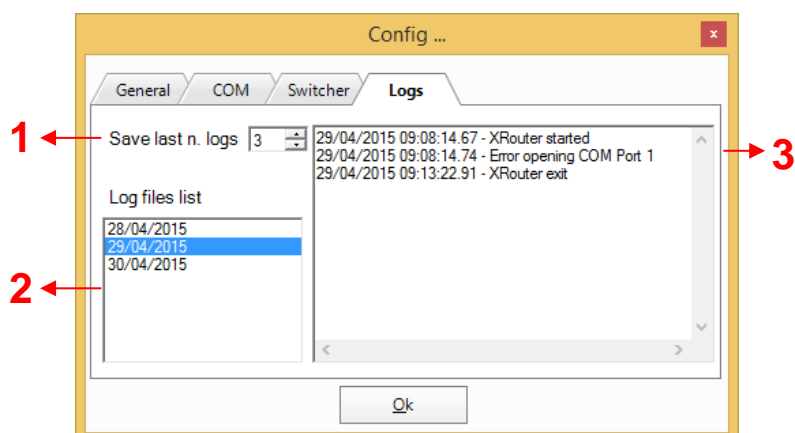 Config ...
x
General COM Switcher Logs
1
Save last n. logs 3
29/04/2015 09:08:14.67 - XRouter started
29/04/2015 09:08:14.74 - Error opening COM Port 1
29/04/2015 09:13:22.91 - XRouter exit
3
Log files list
28/04/2015
29/04/2015
30/04/2015
2
Ok